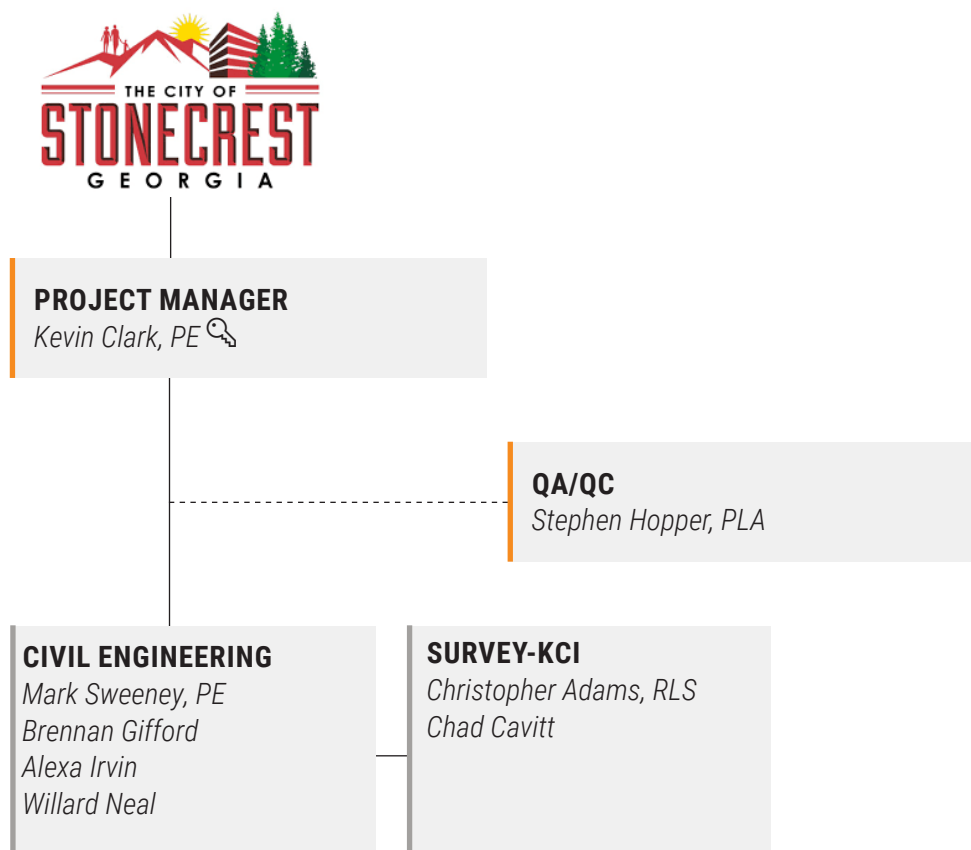 THE CITY OF
STONECREST
GEORGIA
PROJECT MANAGER
Kevin Clark, PE
QA/QC
Stephen Hopper, PLA
CIVIL ENGINEERING
Mark Sweeney, PE
Brennan Gifford
Alexa Irvin
Willard Neal
SURVEY-KCI
Christopher Adams, RLS
Chad Cavitt